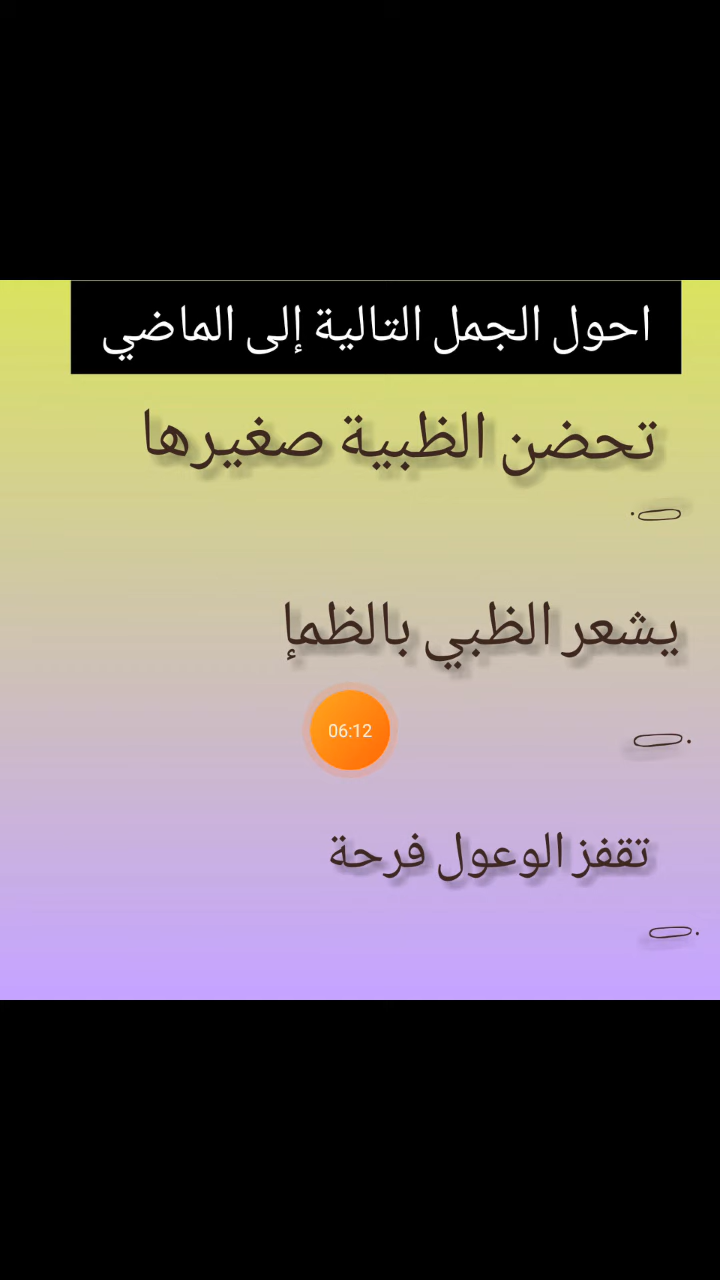 احول الجمل التالية إلى الماضي
تحضن الظبية صغيرها
يشعر الظبي بالظمإ
06:12
تقفز الوعول فرحة